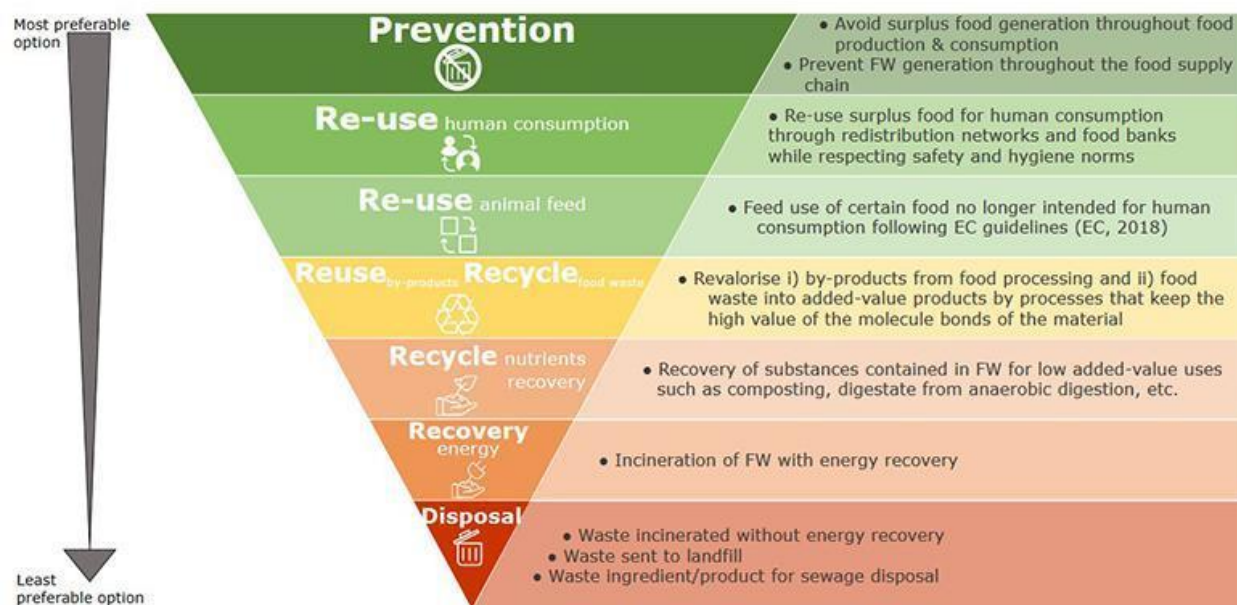 Most preferable
option
Prevention
● Avoid surplus food generation throughout food
production & consumption
● Prevent FW generation throughout the food supply
chain
Re-use human consumption
● Re-use surplus food for human consumption
through redistribution networks and food banks
while respecting safety and hygiene norms
Re-use animal feed
● Feed use of certain food no longer intended for human
consumption following EC guidelines (EC, 2018)
Reuse by-products Recycle food waste
● Revalorise i) by-products from food processing and ii) food
waste into added-value products by processes that keep the
high value of the molecule bonds of the material
Recycle nutrients
recovery
● Recovery of substances contained in FW for low added-value uses
such as composting, digestate from anaerobic digestion, etc.
Recovery
energy
● Incineration of FW with energy recovery
Disposal
● Waste incinerated without energy recovery
● Waste sent to landfill
● Waste ingredient/product for sewage disposal
Least
preferable option